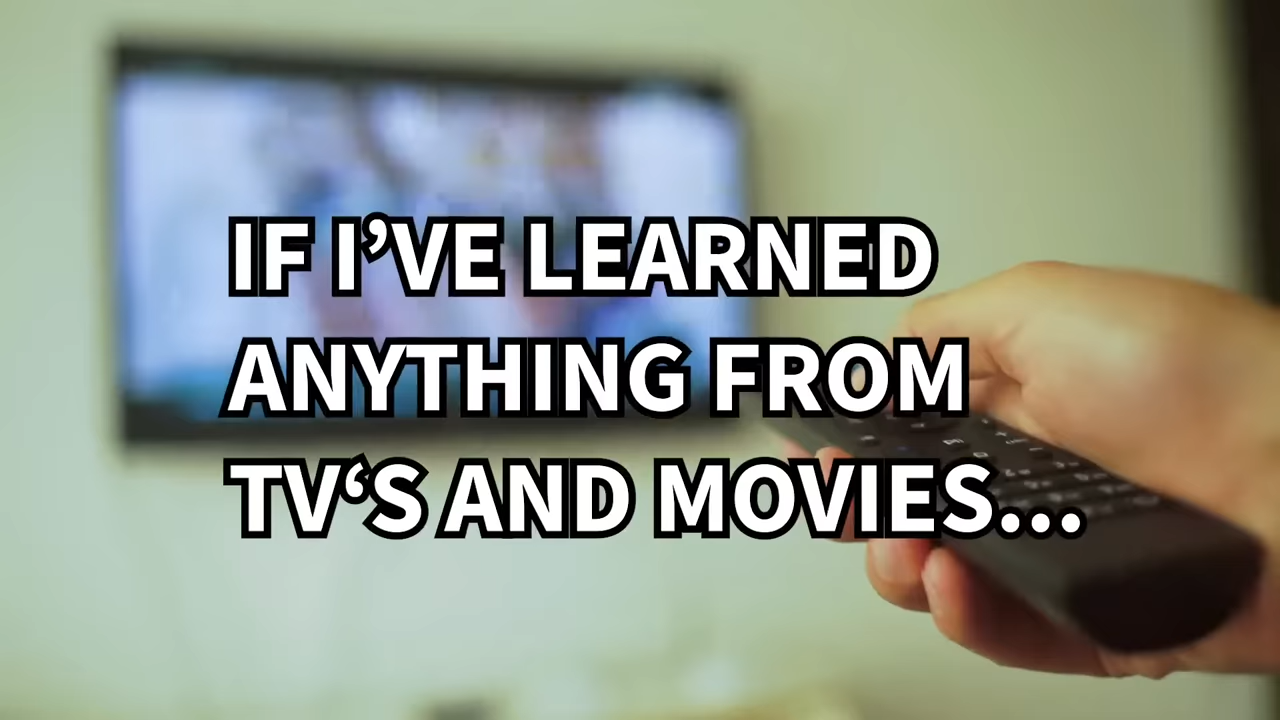 IF I’VE LEARNED
ANYTHING FROM
TV‘S AND MOVIES...